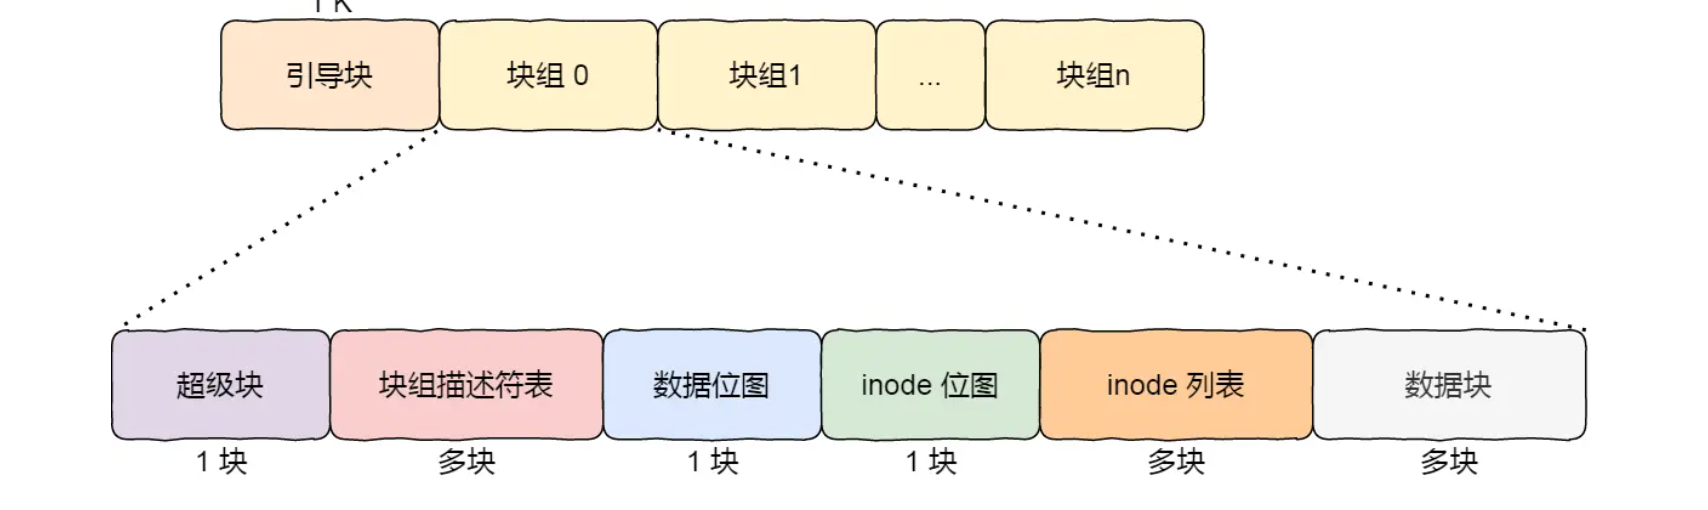 1 K
引导块
块组 0
块组1
...
块组n
超级块
块组描述符表
数据位图
inode 位图
inode 列表
数据块
1 块
多块
1 块
1 块
多块
多块